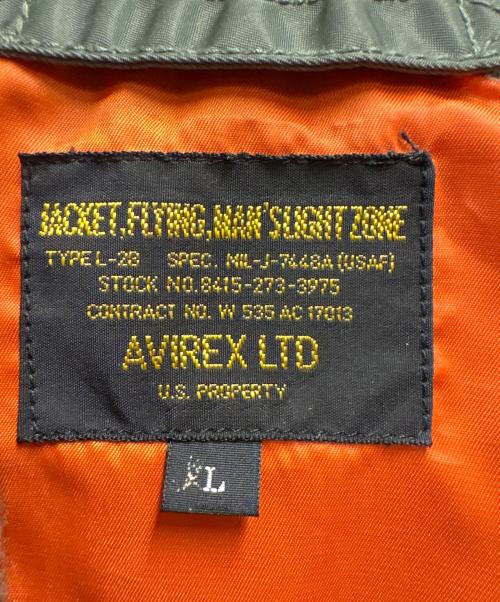 JACKET,FLYING,MAN'S LIGHT ZONE
TYPE L-2B SPEC. MIL-J-7448A (USAF)
STOCK NO.8415-273-3975
CONTRACT NO. W 535 AC 17013
AVIREX LTD
U.S. PROPERTY
L